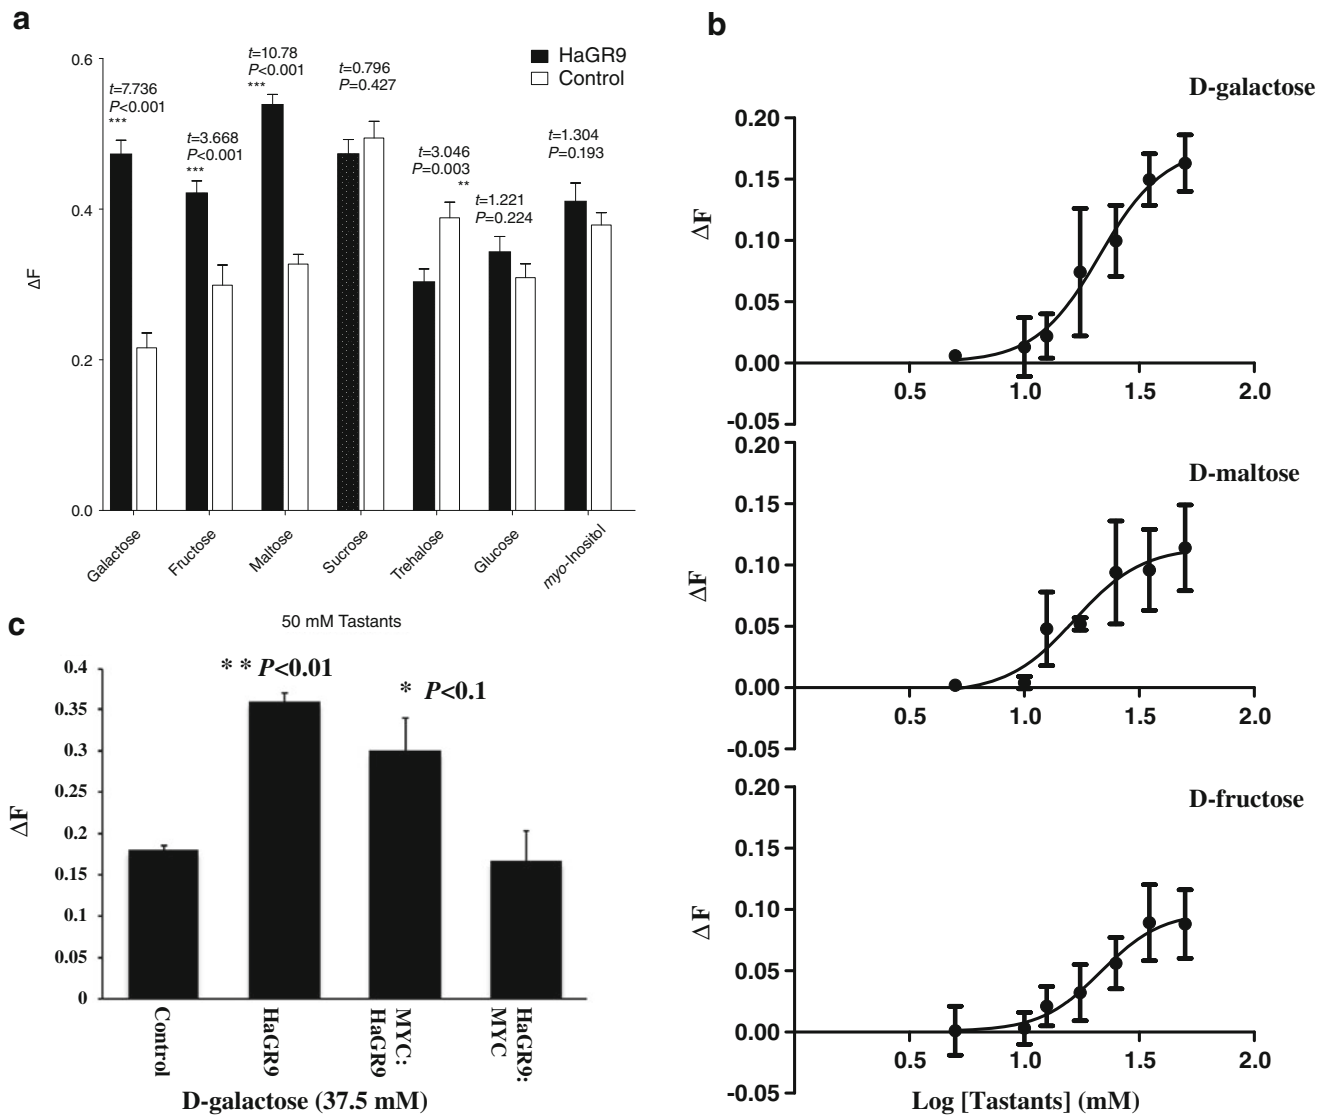 a
HaGR9
Control
0.6
0.4
0.2
0.0
ΔF
t=7.736
P<0.001
***
t=3.668
P<0.001
***
t=10.78
P<0.001
***
t=0.796
P=0.427
t=3.046
P=0.003
**
t=1.221
P=0.224
t=1.304
P=0.193
Galactose
Fructose
Maltose
Sucrose
Trehalose
Glucose
myo-Inositol
50 mM Tastants
b
D-galactose
0.20
0.15
0.10
0.05
0.00
-0.05
ΔF
0.5 1.0 1.5 2.0
D-maltose
0.20
0.15
0.10
0.05
0.00
-0.05
ΔF
0.5 1.0 1.5 2.0
D-fructose
0.20
0.15
0.10
0.05
0.00
-0.05
ΔF
0.5 1.0 1.5 2.0
Log [Tastants] (mM)
c
0.4
0.35
0.3
0.25
0.2
0.15
0.1
0.05
0
ΔF
* * P<0.01
* P<0.1
Control
HaGR9
MYC:
HaGR9
HaGR9:
MYC
D-galactose (37.5 mM)